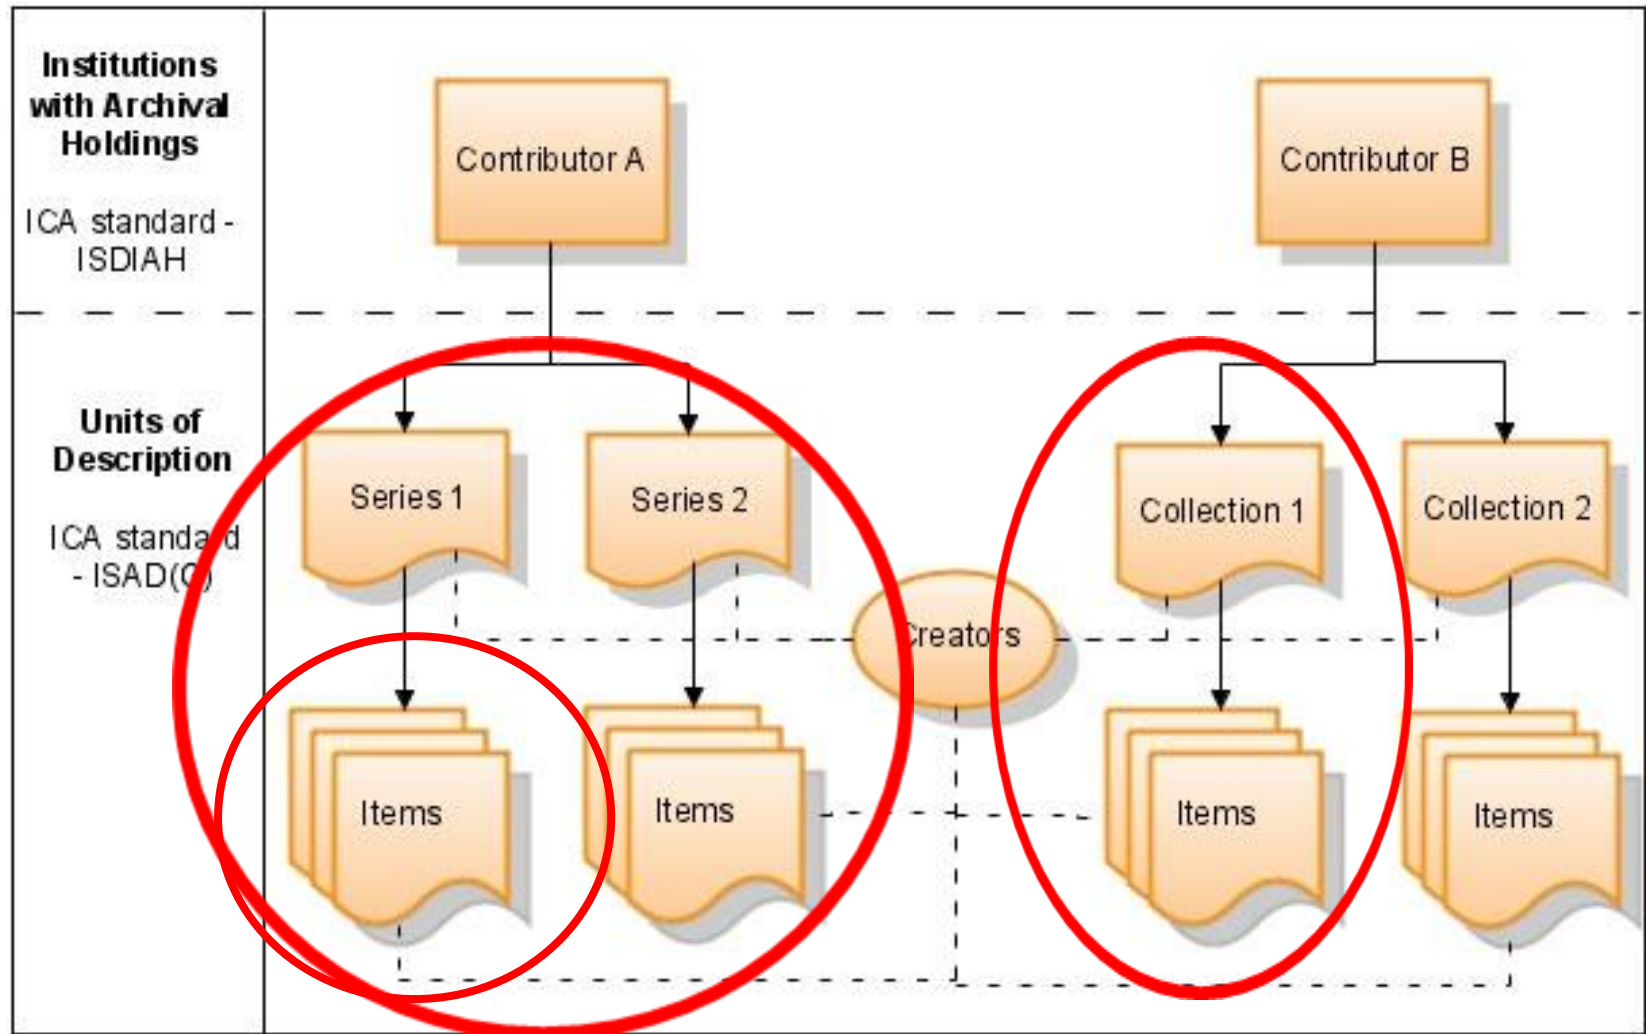 Institutions
with Archival
Holdings
ICA standard -
ISDIAH
Contributor A
Contributor B
Units of
Description
ICA standard
- ISAD(G)
Series 1
Series 2
Collection 1
Collection 2
Creators
Items
Items
Items
Items